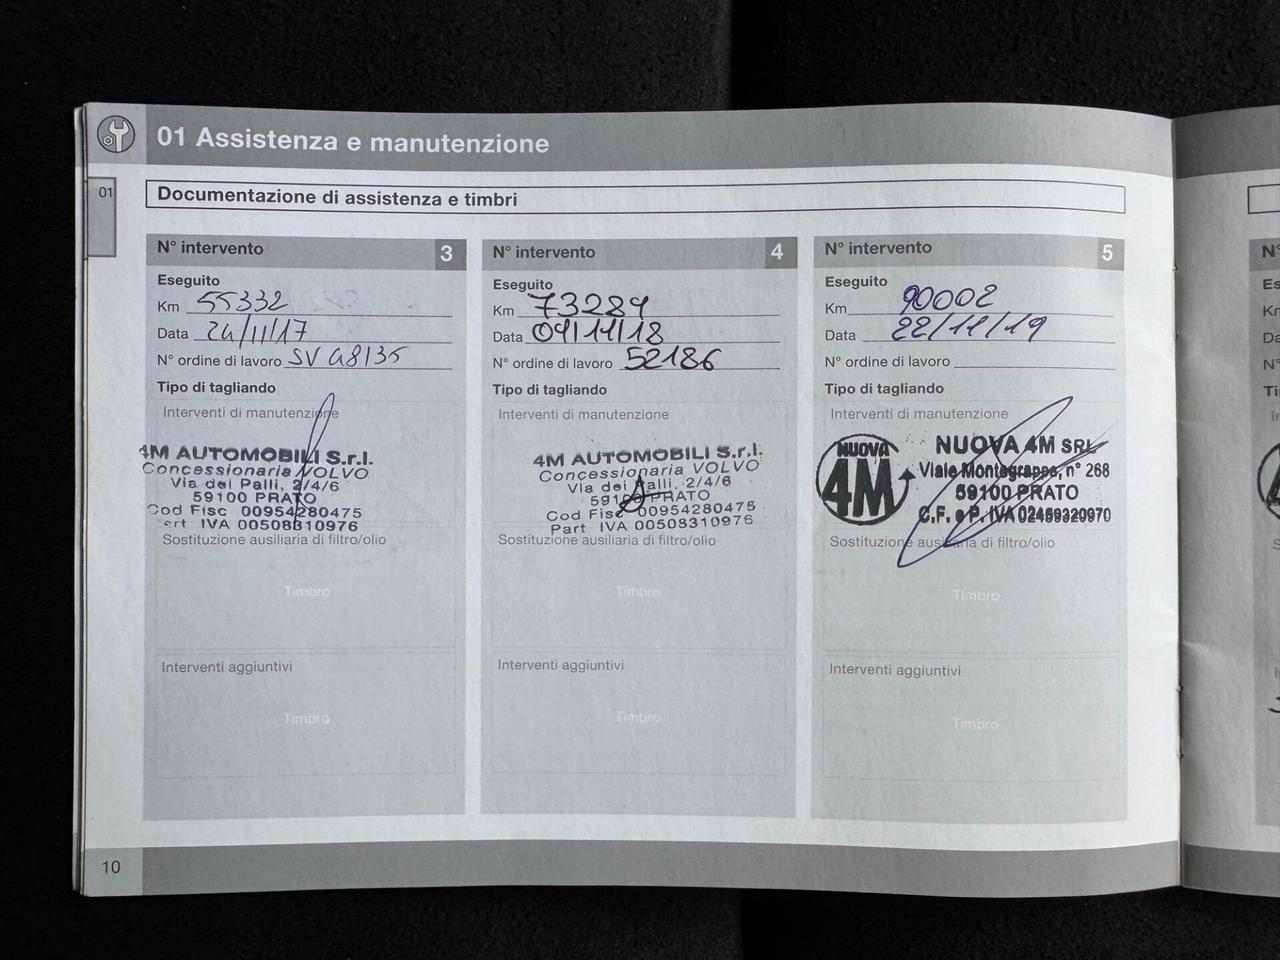 01 Assistenza e manutenzione
01
Documentazione di assistenza e timbri
N° intervento 3
Eseguito
Km 55332
Data 24/11/17
N° ordine di lavoro SV
Tipo di tagliando
Interventi di manutenzione
4M AUTOMOBILI S.r.l.
Concessionaria VOLVO
Via dei Palli, 2/4/6
59100 PRATO
Cod Fisc 00954280475
ert IVA 00508310976
Sostituzione ausiliaria di filtro/olio
Timbro
Interventi aggiuntivi
Timbro
N° intervento 4
Eseguito
Km 73289
Data 09/11/18
N° ordine di lavoro 52186
Tipo di tagliando
Interventi di manutenzione
4M AUTOMOBILI S.r.l.
Concessionaria VOLVO
Via dei Palli, 2/4/6
59100 PRATO
Cod Fisc 00954280475
Part IVA 00508310976
Sostituzione ausiliaria di filtro/olio
Timbro
Interventi aggiuntivi
Timbro
N° intervento 5
Eseguito
Km 90002
Data 22/11/19
N° ordine di lavoro
Tipo di tagliando
Interventi di manutenzione
NUOVA
4M
NUOVA 4M SRL
Viale Montegrappa, n° 268
59100 PRATO
C.F. e P. IVA 02469320970
Sostituzione ausiliaria di filtro/olio
Timbro
Interventi aggiuntivi
Timbro
10